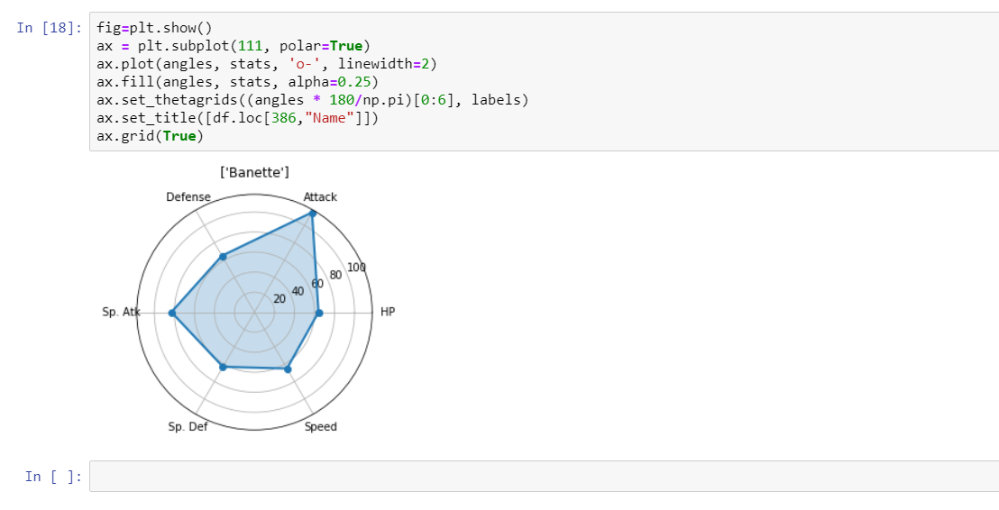 In [18]: fig=plt.show()
ax = plt.subplot(111, polar=True)
ax.plot(angles, stats, 'o-', linewidth=2)
ax.fill(angles, stats, alpha=0.25)
ax.set_thetagrids((angles * 180/np.pi)[0:6], labels)
ax.set_title([df.loc[386,"Name"]])
ax.grid(True)
['Banette']
Defense Attack
100
80
60
40
20
Sp. Atk HP
Sp. Def Speed
In [ ]: